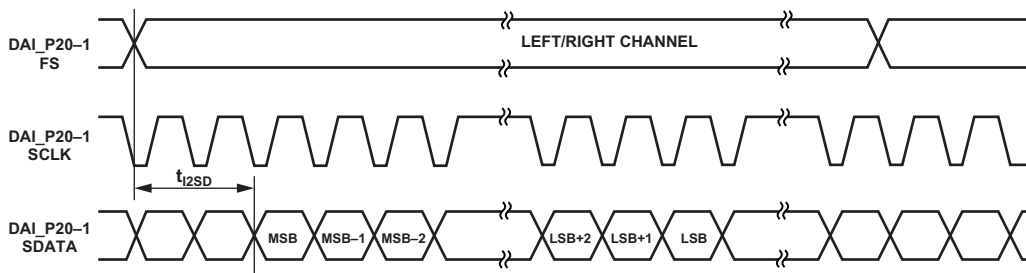 DAI_P20–1
FS
LEFT/RIGHT CHANNEL
DAI_P20–1
SCLK
tI2SD
DAI_P20–1
SDATA
MSB
MSB–1
MSB–2
LSB+2
LSB+1
LSB